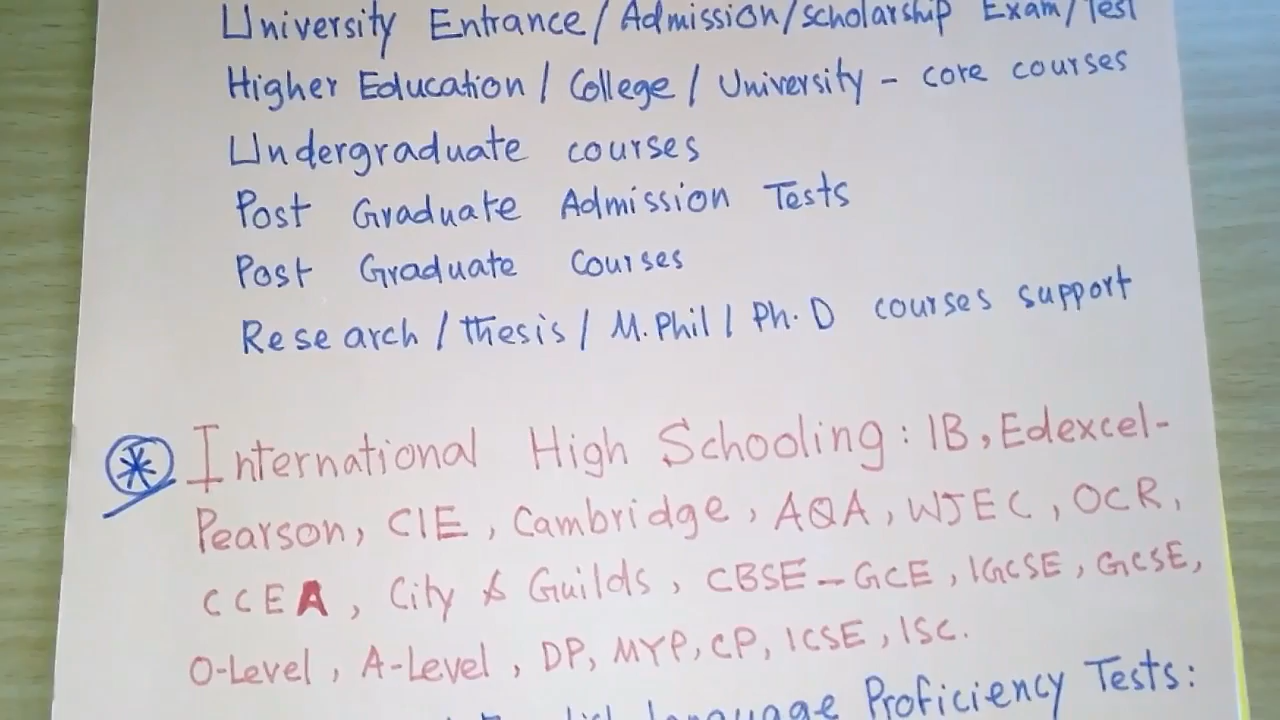 University Entrance/Admission/scholarship Exam/Test
Higher Education / College / University - core courses
Undergraduate courses
Post Graduate Admission Tests
Post Graduate Courses
Research / thesis / M.Phil / Ph.D courses support
International High Schooling: IB, Edexcel-
Pearson, CIE, Cambridge, AQA, WJEC, OCR,
CCEA, City & Guilds, CBSE-GCE, IGCSE, GCSE,
O-Level, A-Level, DP, MYP, CP, ICSE, ISC.
language Proficiency Tests: